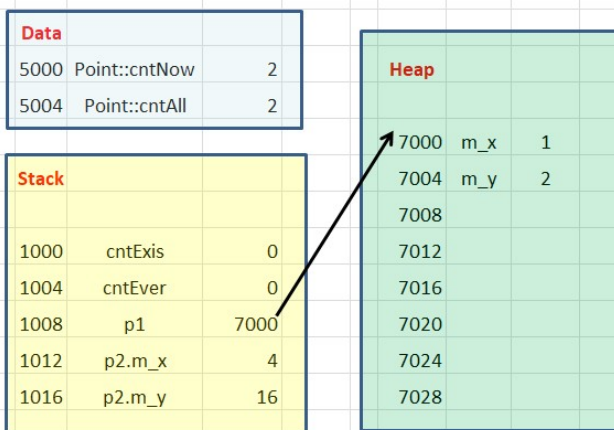 Data
5000 Point::cntNow 2
5004 Point::cntAll 2
Stack
1000 cntExis 0
1004 cntEver 0
1008 p1 7000
1012 p2.m_x 4
1016 p2.m_y 16
Heap
7000 m_x 1
7004 m_y 2
7008
7012
7016
7020
7024
7028